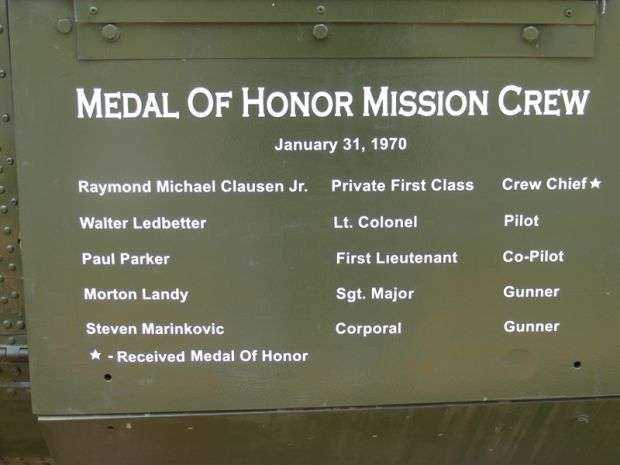 Medal Of Honor Mission Crew
January 31, 1970
Raymond Michael Clausen Jr. Private First Class Crew Chief ★
Walter Ledbetter Lt. Colonel Pilot
Paul Parker First Lieutenant Co-Pilot
Morton Landy Sgt. Major Gunner
Steven Marinkovic Corporal Gunner
★ - Received Medal Of Honor